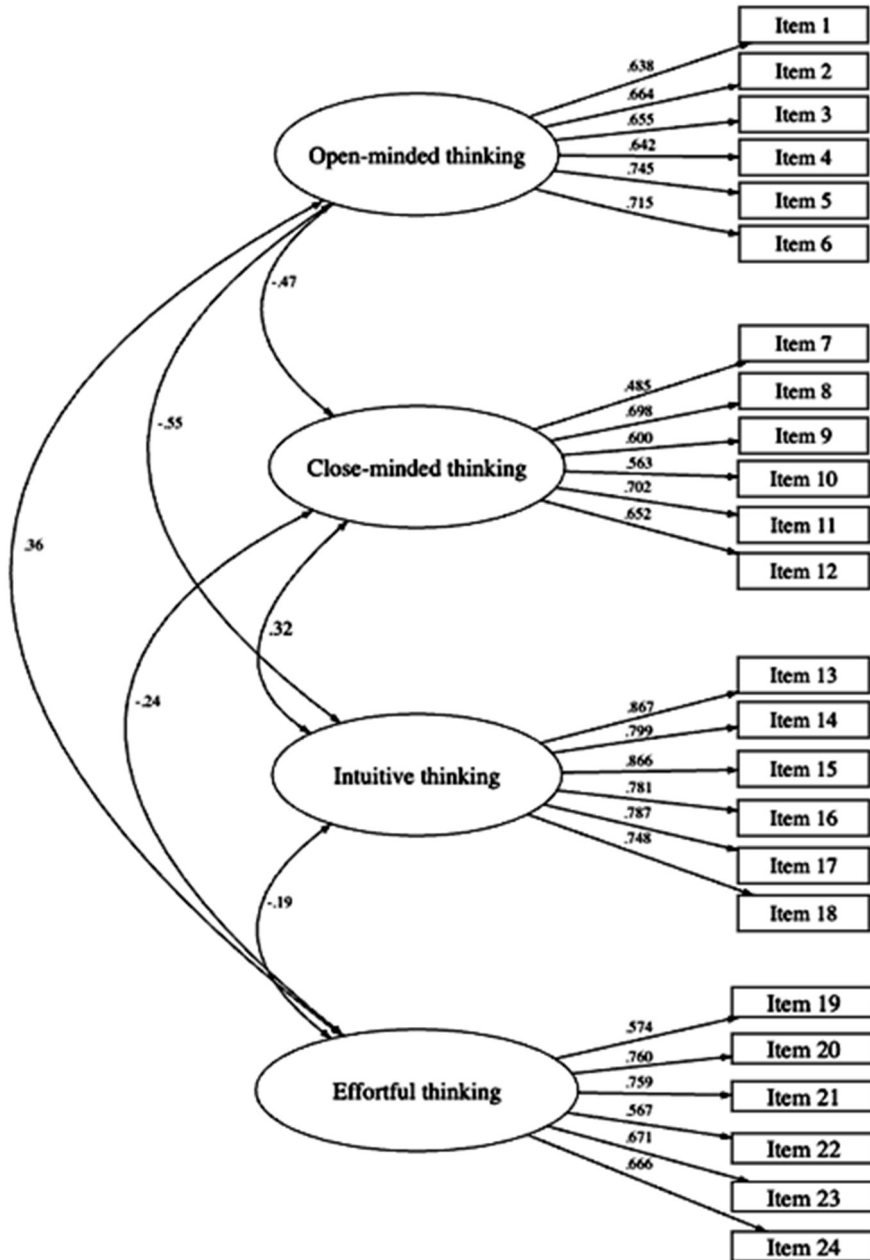 Item 1
.638
Item 2
.664
Item 3
.655
Open-minded thinking
.642
Item 4
.745
Item 5
.715
Item 6
-.47
Item 7
.485
Item 8
.698
-.55
.600
Item 9
Close-minded thinking
.563
Item 10
.702
Item 11
.652
.36
Item 12
.32
Item 13
-.24
.867
Item 14
.799
.866
Item 15
Intuitive thinking
.781
Item 16
.787
.748
Item 17
-.19
Item 18
Item 19
.574
Item 20
.760
.759
Effortful thinking
Item 21
.567
.671
Item 22
.666
Item 23
Item 24